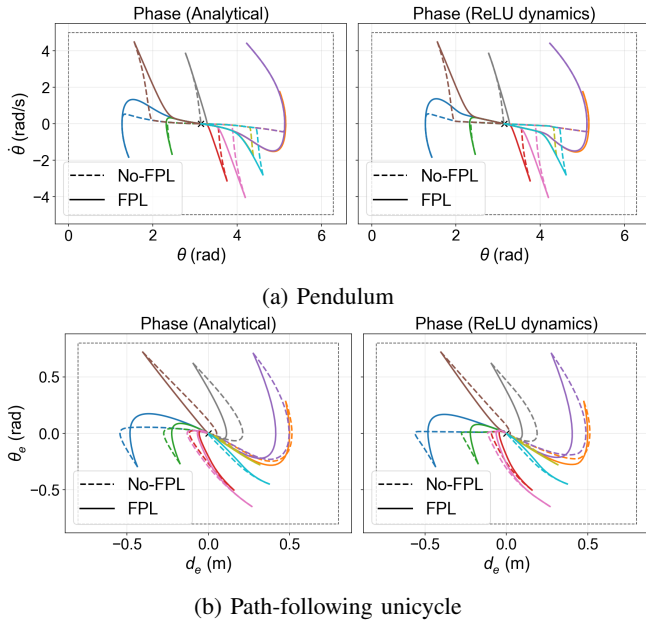 Phase (Analytical)
Phase (ReLU dynamics)
θ̇ (rad/s)
4
2
0
−2
−4
No-FPL
FPL
No-FPL
FPL
0 2 4 6
0 2 4 6
θ (rad)
θ (rad)
(a) Pendulum
Phase (Analytical)
Phase (ReLU dynamics)
θe (rad)
0.5
0.0
−0.5
No-FPL
FPL
No-FPL
FPL
−0.5 0.0 0.5
−0.5 0.0 0.5
de (m)
de (m)
(b) Path-following unicycle